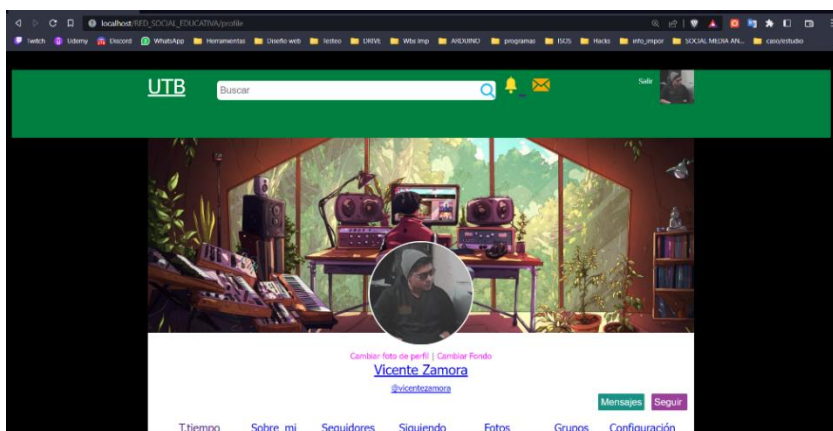 localhost/RED_SOCIAL_EDUCATIVA/profile
Twitch Udemy Discord WhatsApp Herramientas Diseño web Testeo DRIVE Wbs Imp ARDUINO programas ISOS Hacks info_impor SOCIAL MEDIA AN... caso/estudio
UTB Buscar Salir
Cambiar foto de perfil | Cambiar Fondo
Vicente Zamora
@vicentezamora
Mensajes Seguir
T.tiempo Sobre mi Seguidores Siguiendo Fotos Grupos Configuración